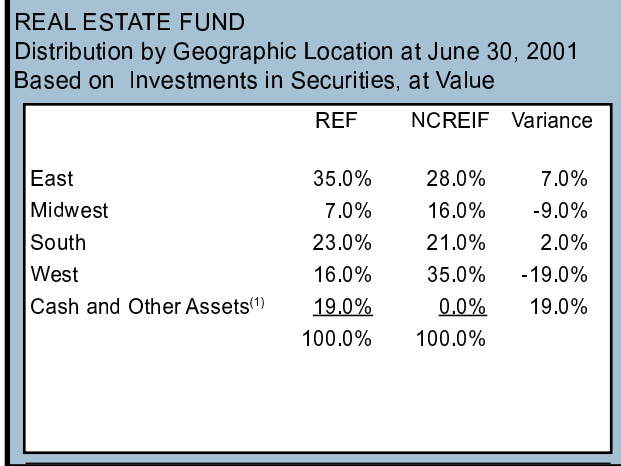 REAL ESTATE FUND
Distribution by Geographic Location at June 30, 2001
Based on Investments in Securities, at Value
REF NCREIF Variance
East 35.0% 28.0% 7.0%
Midwest 7.0% 16.0% -9.0%
South 23.0% 21.0% 2.0%
West 16.0% 35.0% -19.0%
Cash and Other Assets(1) 19.0% 0.0% 19.0%
100.0% 100.0%